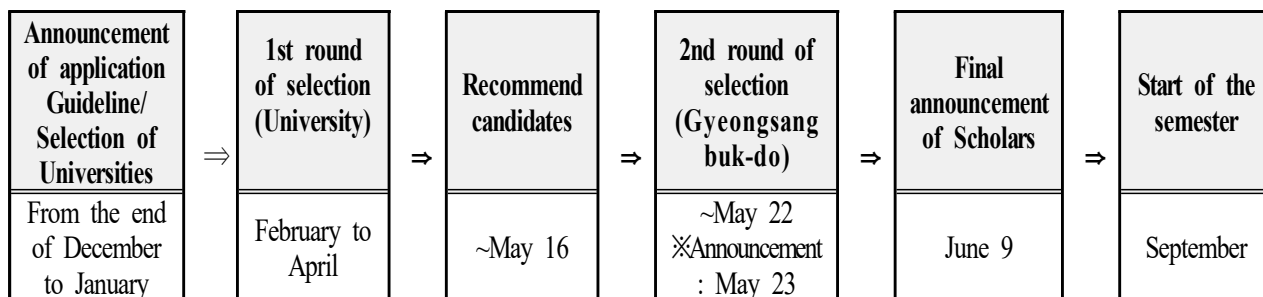 Announcement
of application
Guideline/
Selection of
Universities
From the end
of December
to January
⇒
1st round
of selection
(University)
February to
April
⇒
Recommend
candidates
~May 16
⇒
2nd round of
selection
(Gyeongsang
buk-do)
~May 22
※Announcement
: May 23
⇒
Final
announcement
of Scholars
June 9
⇒
Start of the
semester
September